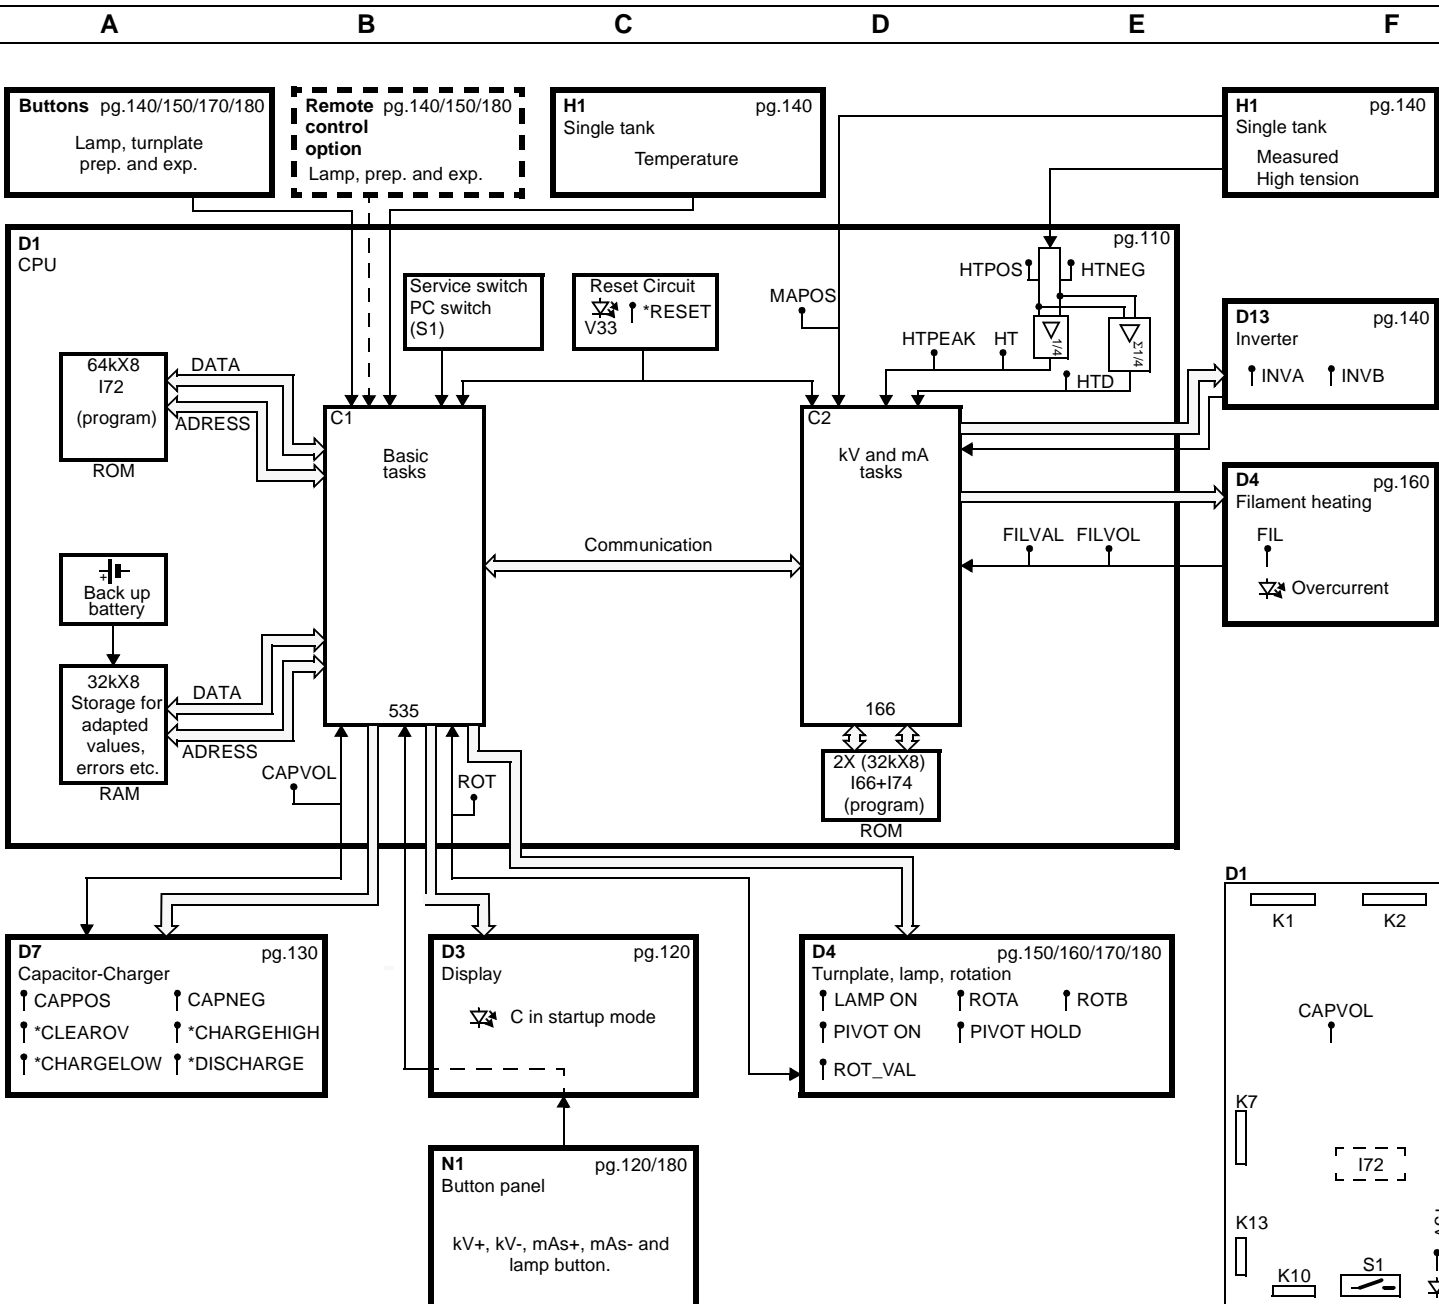 A B C D E F
Buttons pg.140/150/170/180
Lamp, turnplate
prep. and exp.
Remote pg.140/150/180
control
option
Lamp, prep. and exp.
H1 pg.140
Single tank
Temperature
H1 pg.140
Single tank
Measured
High tension
D1 pg.110
CPU
Service switch
PC switch
(S1)
Reset Circuit
*RESET
V33
MAPOS
HTPOS
HTNEG
HTPEAK HT
1/4
Σ1/4
HTD
D13 pg.140
Inverter
INVA INVB
64kX8
I72
(program)
ROM
DATA
ADRESS
C1
Basic
tasks
535
C2
kV and mA
tasks
166
D4 pg.160
Filament heating
FIL
Overcurrent
FILVAL FILVOL
Communication
+
Back up
battery
32kX8
Storage for
adapted
values,
errors etc.
RAM
DATA
ADRESS
CAPVOL
ROT
2X (32kX8)
I66+I74
(program)
ROM
D7 pg.130
Capacitor-Charger
CAPPOS CAPNEG
*CLEAROV *CHARGEHIGH
*CHARGELOW *DISCHARGE
D3 pg.120
Display
C in startup mode
D4 pg.150/160/170/180
Turnplate, lamp, rotation
LAMP ON ROTA ROTB
PIVOT ON PIVOT HOLD
ROT_VAL
N1 pg.120/180
Button panel
kV+, kV-, mAs+, mAs- and
lamp button.
D1
K1 K2
CAPVOL
K7
I72
K13
K10 S1